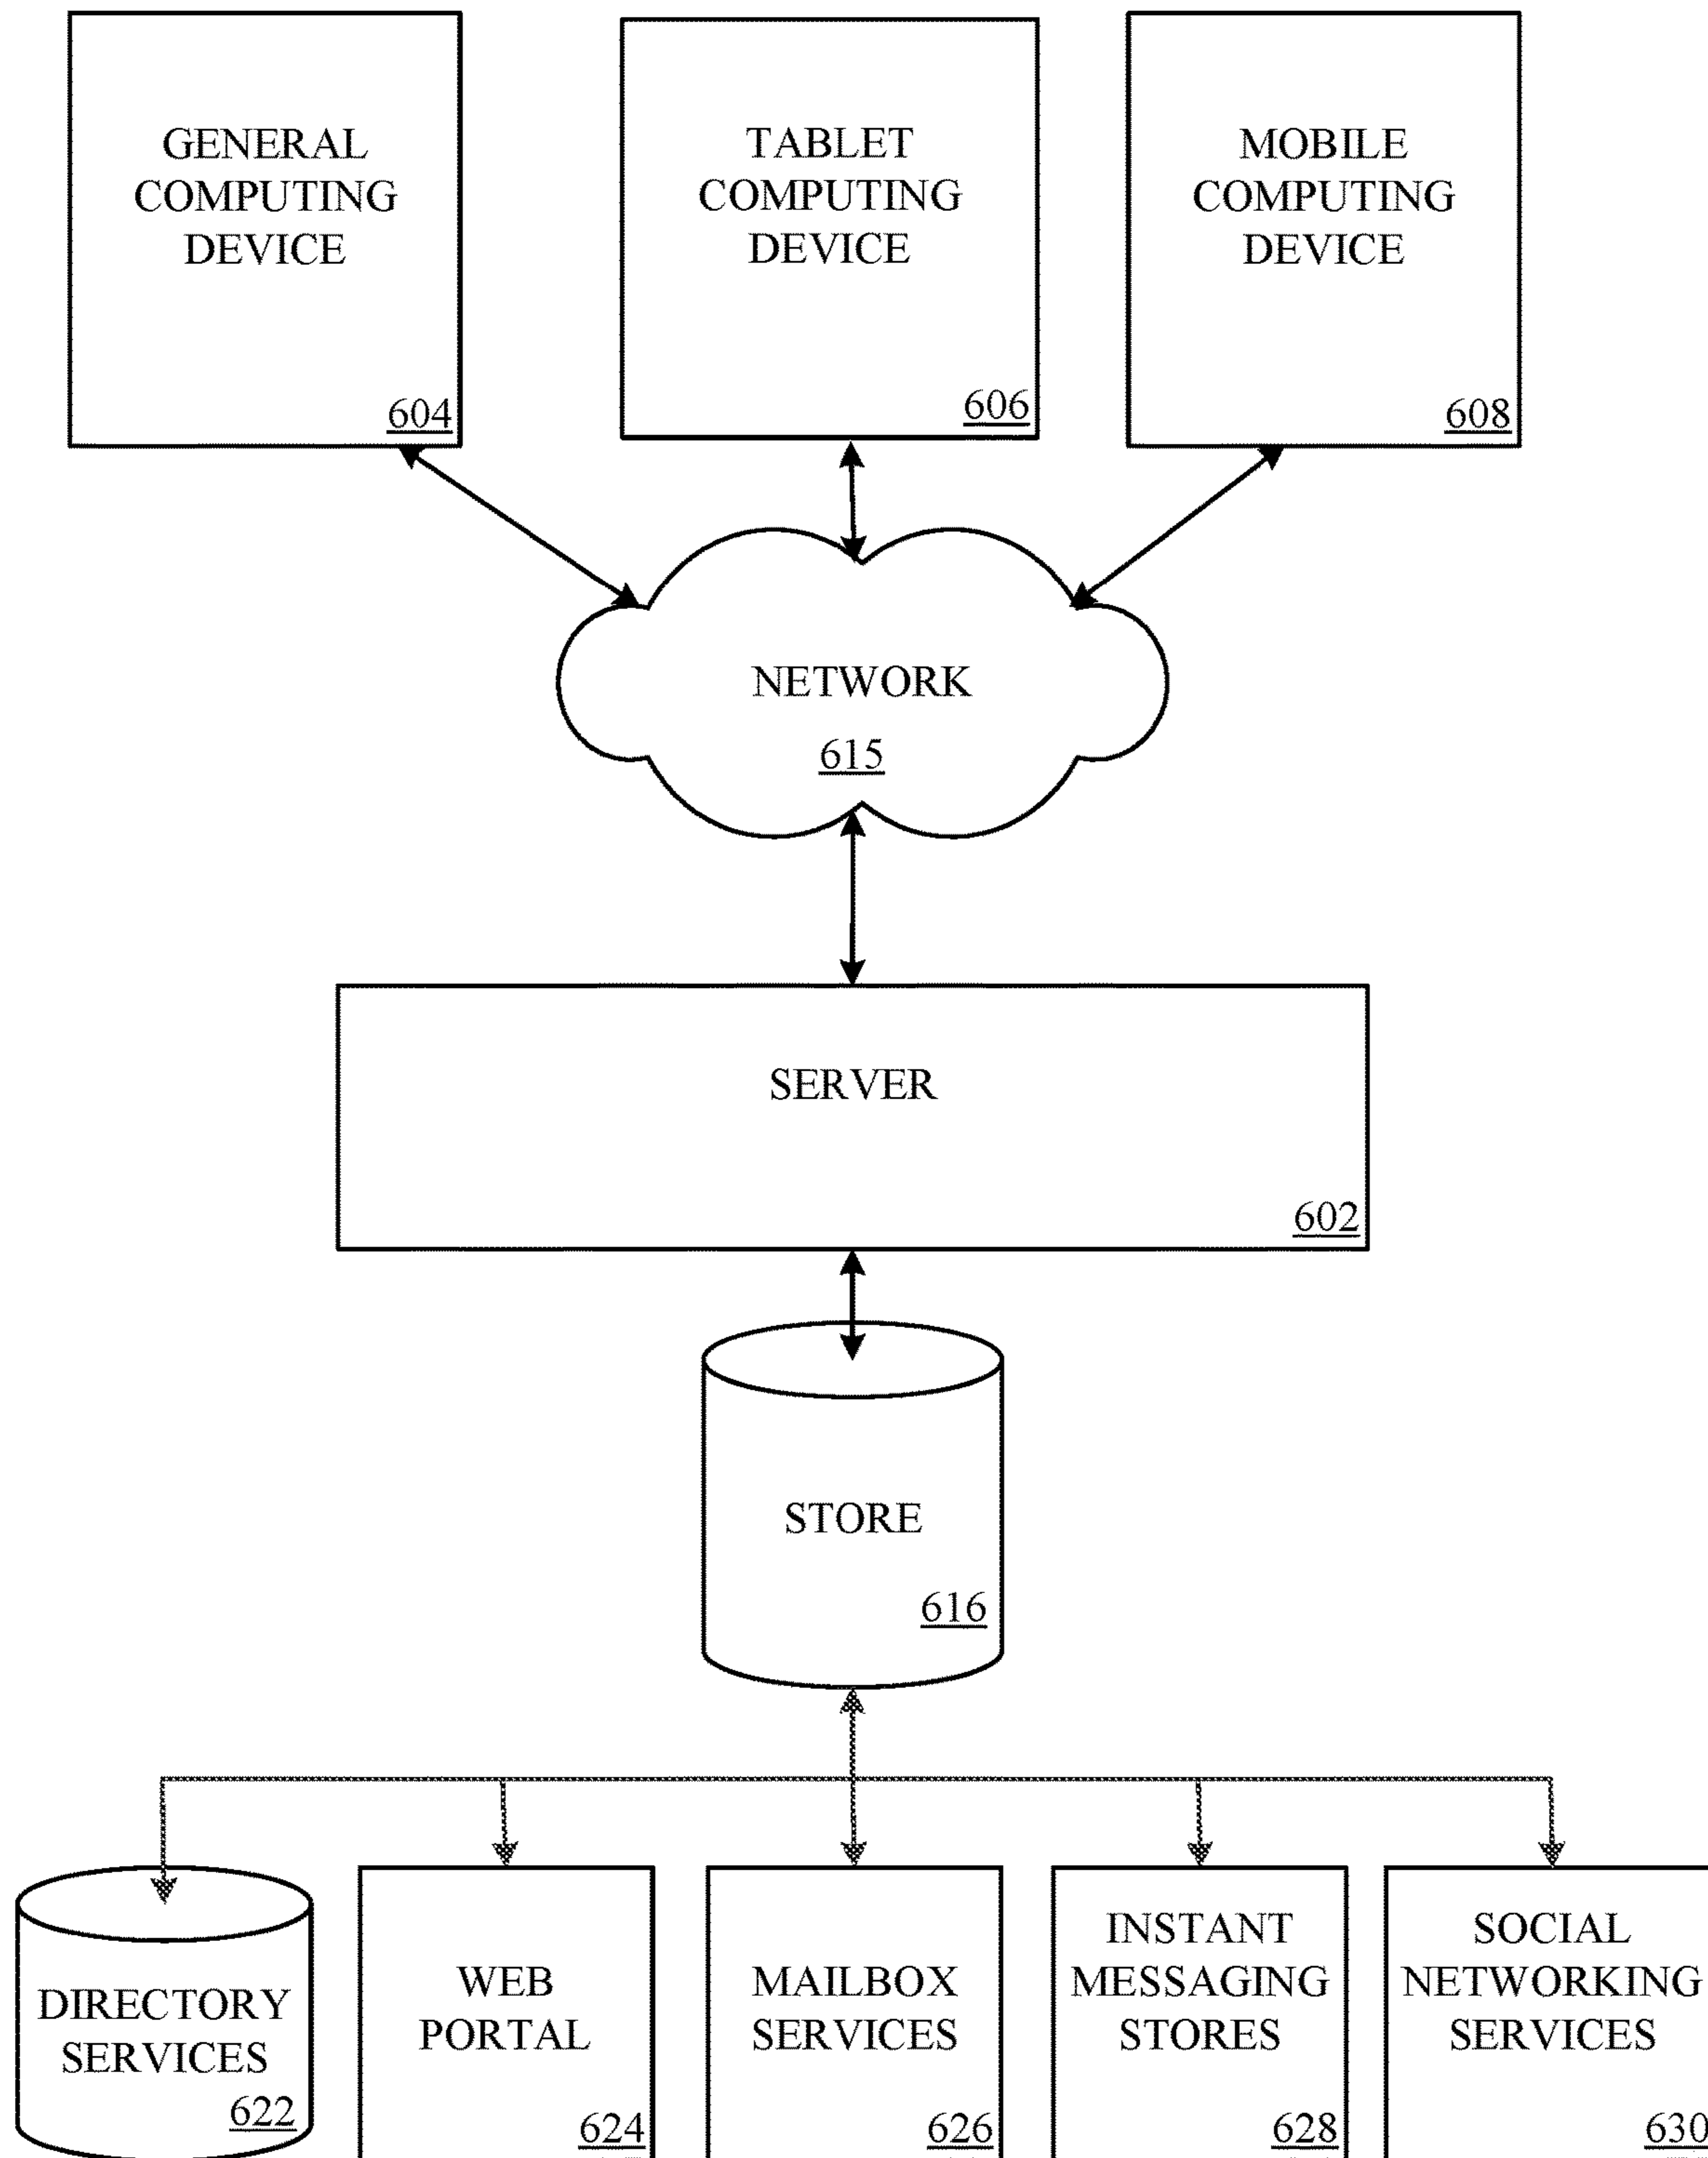 GENERAL
COMPUTING
DEVICE
604
TABLET
COMPUTING
DEVICE
606
MOBILE
COMPUTING
DEVICE
608
NETWORK
615
SERVER
602
STORE
616
DIRECTORY
SERVICES
622
WEB
PORTAL
624
MAILBOX
SERVICES
626
INSTANT
MESSAGING
STORES
628
SOCIAL
NETWORKING
SERVICES
630